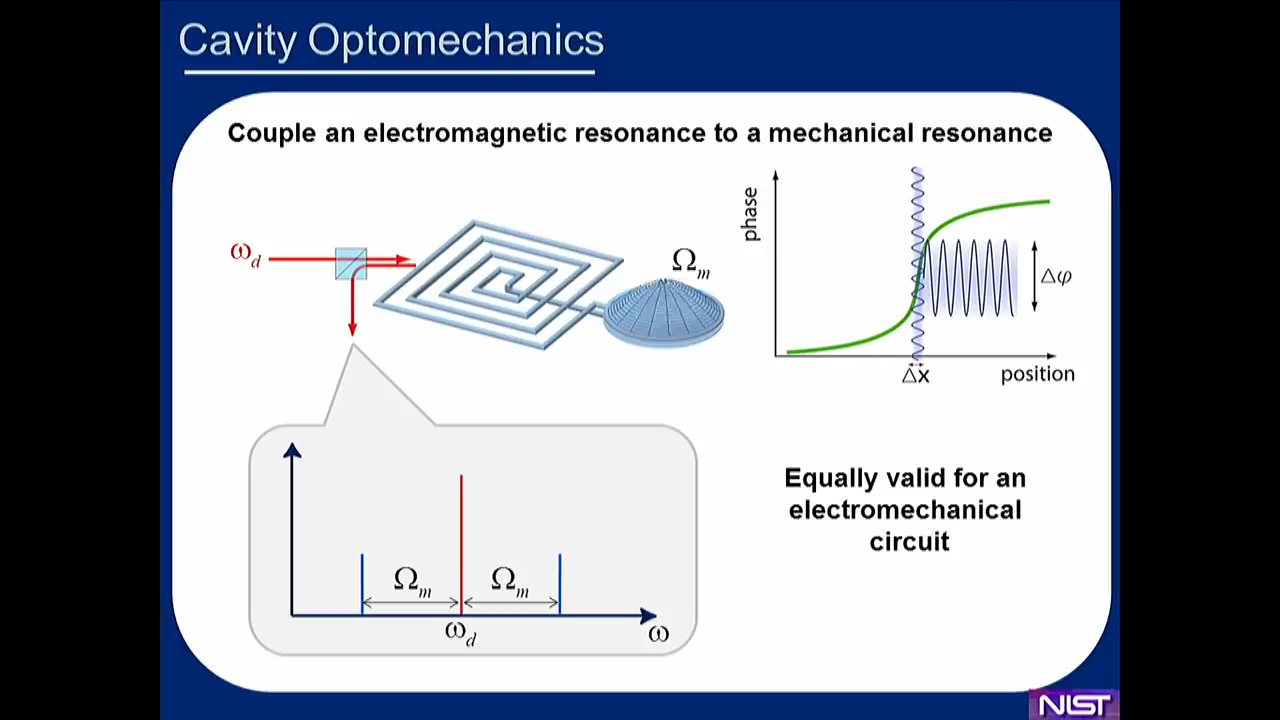 Cavity Optomechanics
Couple an electromagnetic resonance to a mechanical resonance
ω_d
Ω_m
phase
Δφ
Δx
position
Equally valid for an
electromechanical
circuit
Ω_m Ω_m
ω_d
ω
NIST